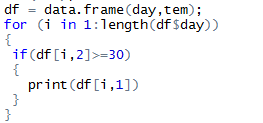 df = data.frame(day,tem);
for (i in 1:length(df$day))
{
if(df[i,2]>=30)
{
print(df[i,1])
}
}